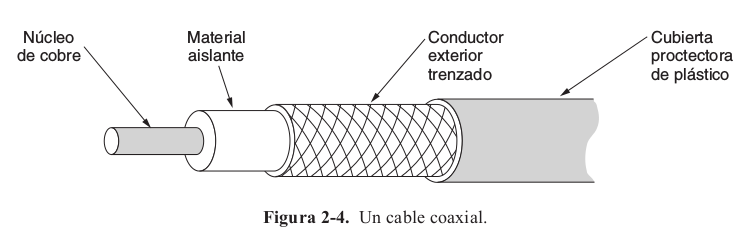 Núcleo
de cobre
Material
aislante
Conductor
exterior
trenzado
Cubierta
proctectora
de plástico
Figura 2-4. Un cable coaxial.